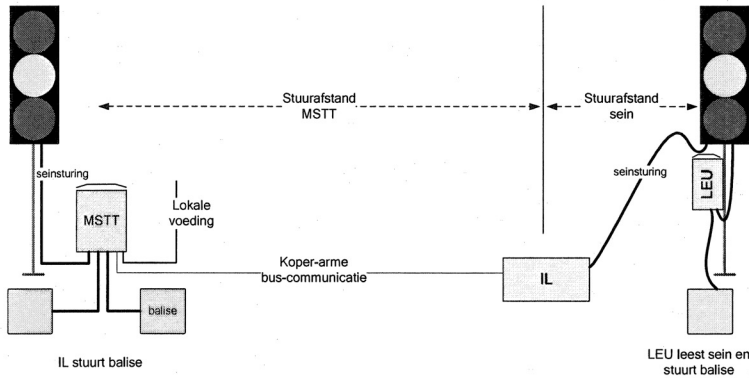 Stuurafstand
MSTT
Stuurafstand
sein
seinsturing
MSTT
Lokale
voeding
seinsturing
LEU
Koper-arme
bus-communicatie
IL
balise
IL stuurt balise
LEU leest sein en
stuurt balise